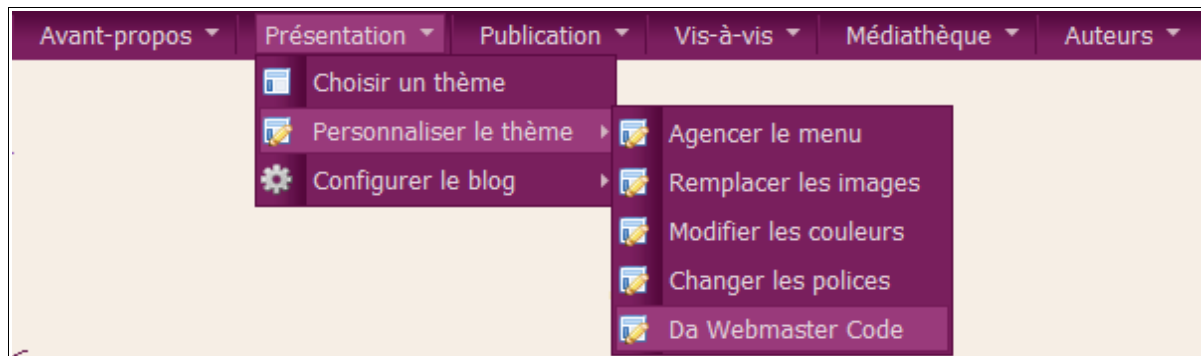 Avant-propos Présentation Publication Vis-à-vis Médiathèque Auteurs
Choisir un thème
Personnaliser le thème
Configurer le blog
Agencer le menu
Remplacer les images
Modifier les couleurs
Changer les polices
Da Webmaster Code